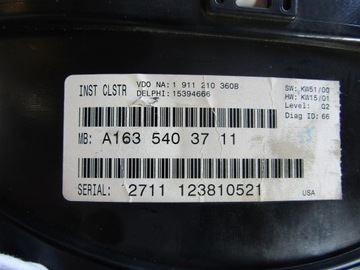 INST CLSTR
VDO NA: 1 911 210 360B
DELPHI: 15394666
SW: KW51/00
HW: KW15/01
Level: 02
Diag ID: 66
MB: A163 540 37 11
SERIAL: 2711 123810521
USA